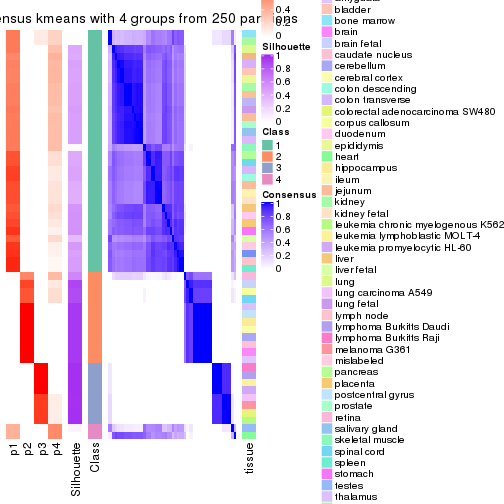 ensus kmeans with 4 groups from 250 par
ens
0.4
0.2
0
Silhouette
1
0.8
0.6
0.4
0.2
0
Class
1
2
3
4
Consensus
1
0.8
0.6
0.4
0.2
0
bladder
bone marrow
brain
brain fetal
caudate nucleus
cerebellum
cerebral cortex
colon descending
colon transverse
colorectal adenocarcinoma SW480
corpus callosum
duodenum
epididymis
heart
hippocampus
ileum
jejunum
kidney
kidney fetal
leukemia chronic myelogenous K562
leukemia lymphoblastic MOLT-4
leukemia promyelocytic HL-60
liver
liver fetal
lung
lung carcinoma A549
lung fetal
lymph node
lymphoma Burkitts Daudi
lymphoma Burkitts Raji
melanoma G361
mislabeled
pancreas
placenta
postcentral gyrus
prostate
retina
salivary gland
skeletal muscle
spinal cord
spleen
stomach
testes
thalamus
p1
p2
p3
p4
Silhouette
Class
tissue